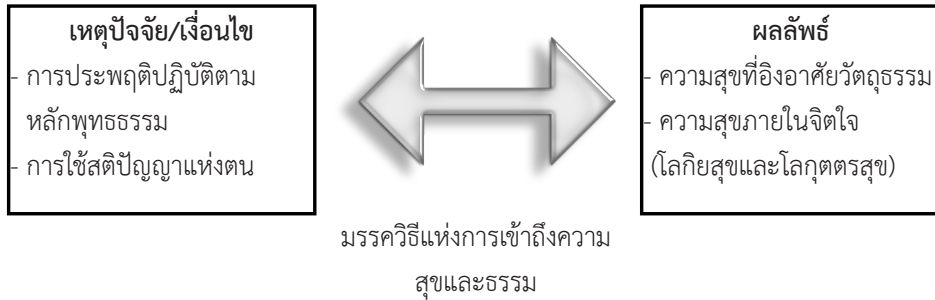 เหตุปัจจัย/เงื่อนไข
- การประพฤติปฏิบัติตาม
หลักพุทธธรรม
- การใช้สติปัญญาแห่งตน
มรรควิธีแห่งการเข้าถึงความ
สุขและธรรม
ผลลัพธ์
- ความสุขที่อิงอาศัยวัตถุธรรม
- ความสุขภายในจิตใจ
(โลกิยสุขและโลกุตตรสุข)